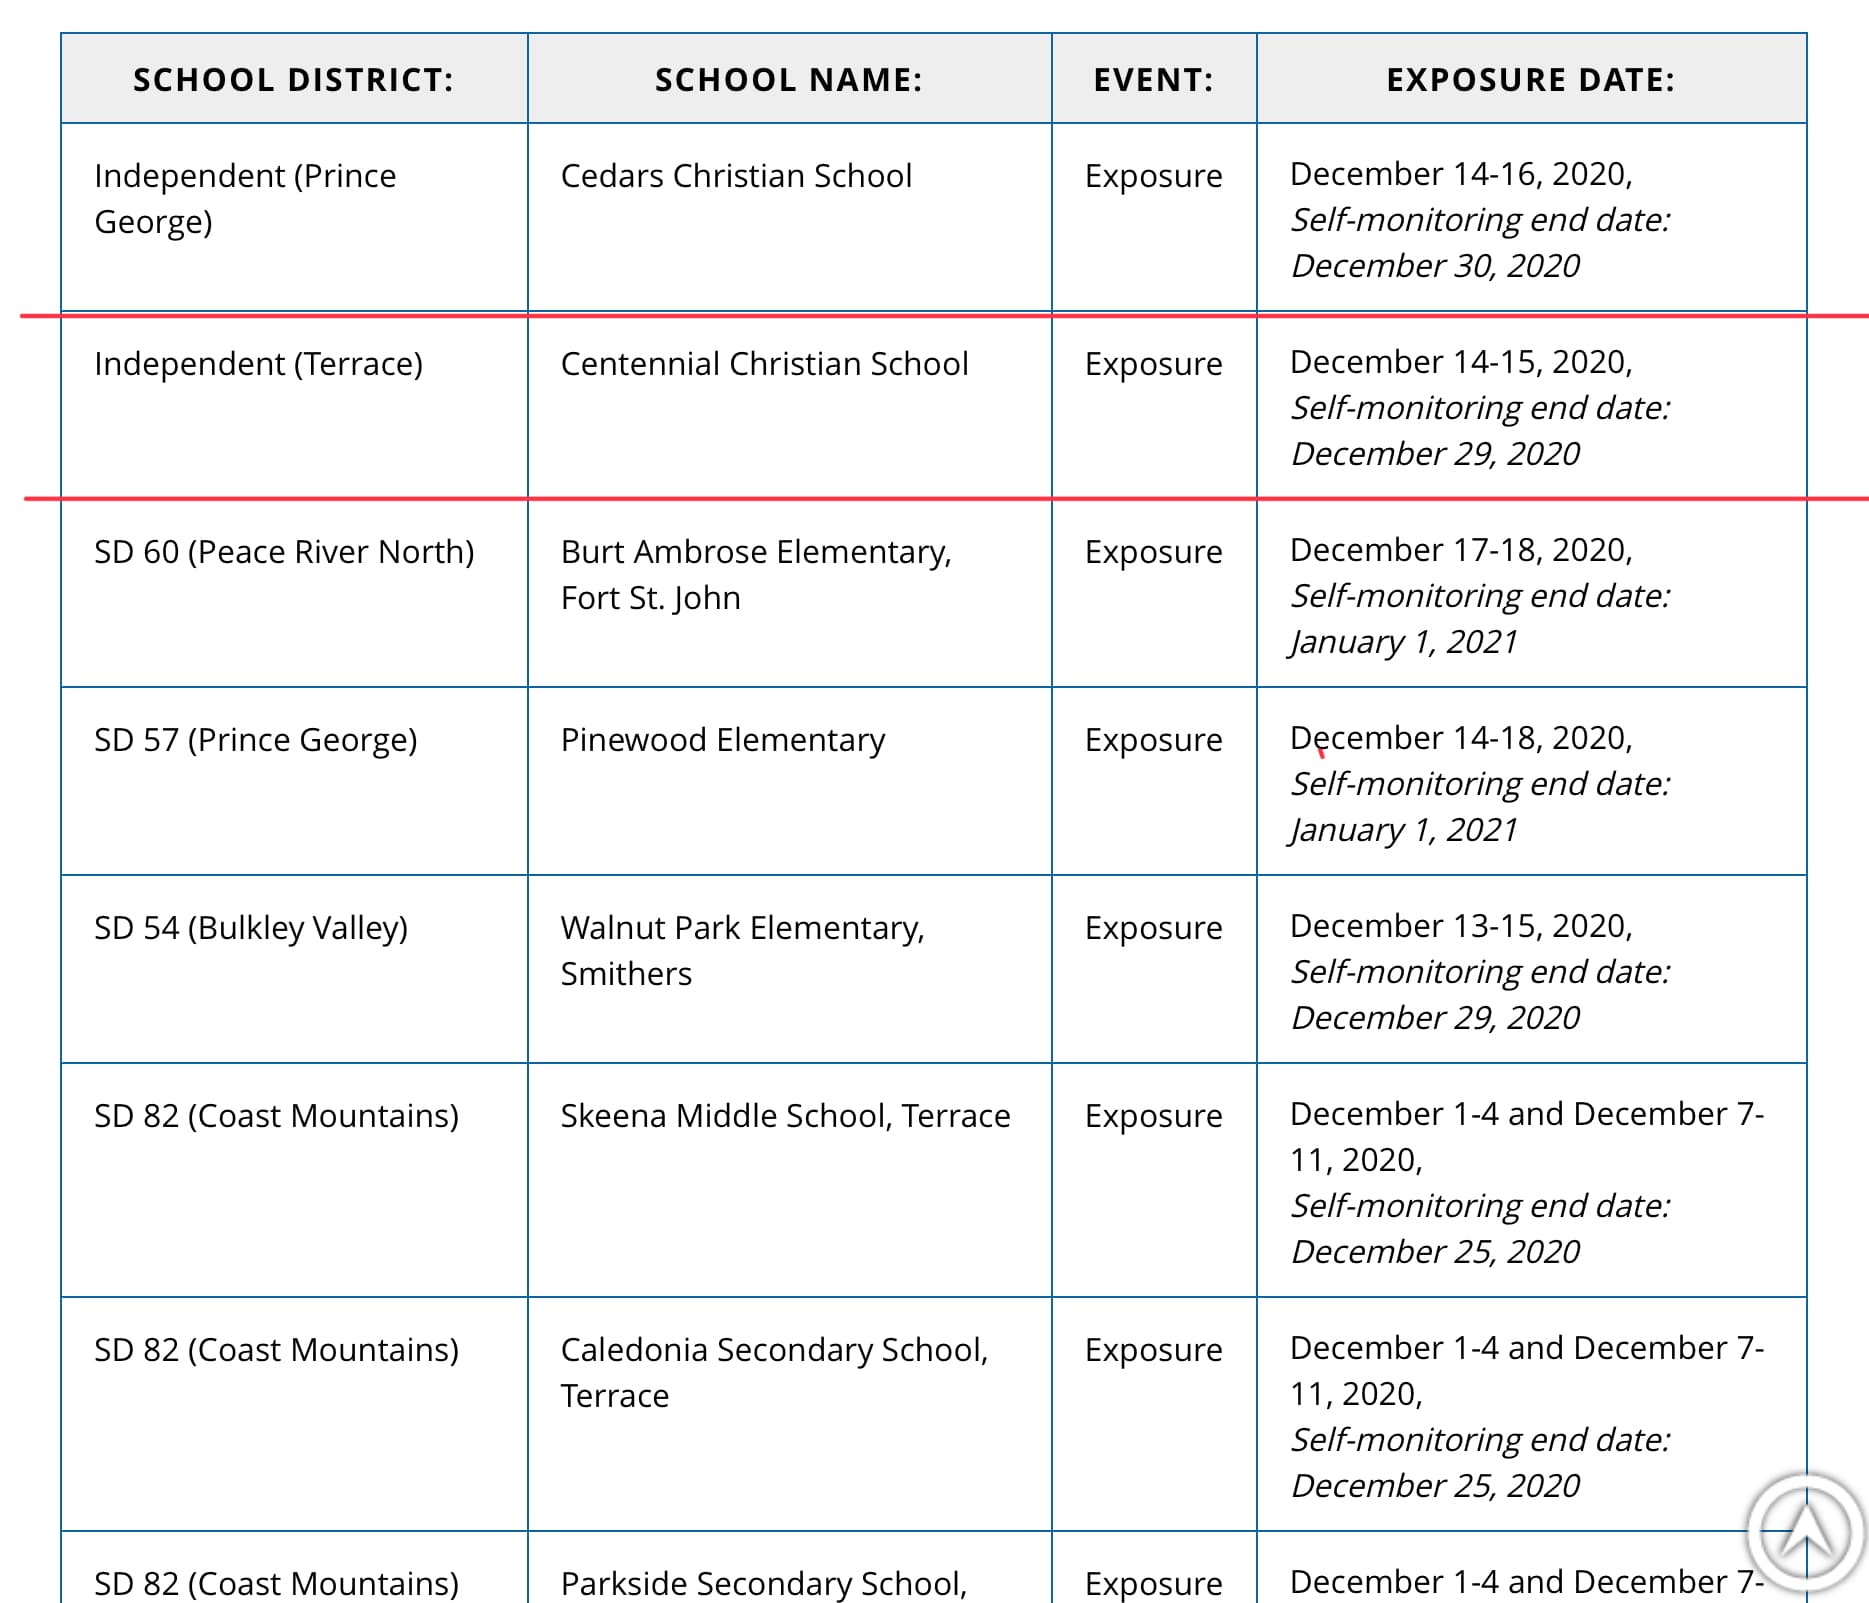 SCHOOL DISTRICT: SCHOOL NAME: EVENT: EXPOSURE DATE:
Independent (Prince George)
Cedars Christian School
Exposure
December 14-16, 2020,
Self-monitoring end date:
December 30, 2020
Independent (Terrace)
Centennial Christian School
Exposure
December 14-15, 2020,
Self-monitoring end date:
December 29, 2020
SD 60 (Peace River North)
Burt Ambrose Elementary,
Fort St. John
Exposure
December 17-18, 2020,
Self-monitoring end date:
January 1, 2021
SD 57 (Prince George)
Pinewood Elementary
Exposure
December 14-18, 2020,
Self-monitoring end date:
January 1, 2021
SD 54 (Bulkley Valley)
Walnut Park Elementary,
Smithers
Exposure
December 13-15, 2020,
Self-monitoring end date:
December 29, 2020
SD 82 (Coast Mountains)
Skeena Middle School, Terrace
Exposure
December 1-4 and December 7-
11, 2020,
Self-monitoring end date:
December 25, 2020
SD 82 (Coast Mountains)
Caledonia Secondary School,
Terrace
Exposure
December 1-4 and December 7-
11, 2020,
Self-monitoring end date:
December 25, 2020
SD 82 (Coast Mountains)
Parkside Secondary School,
Exposure
December 1-4 and December 7-